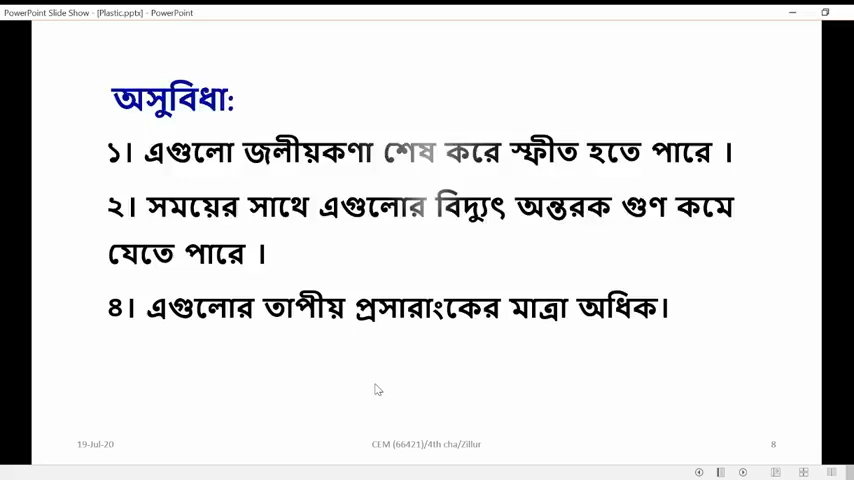 PowerPoint Slide Show - [Plastic.pptx] - PowerPoint
অসুবিধা:
১। এগুলো জলীয়কণা শেষ করে স্ফীত হতে পারে ।
২। সময়ের সাথে এগুলোর বিদ্যুৎ অন্তরক গুণ কমে
যেতে পারে ।
৪। এগুলোর তাপীয় প্রসারাংকের মাত্রা অধিক।
19-Jul-20 CEM (66421)/4th cha/Zillur 8